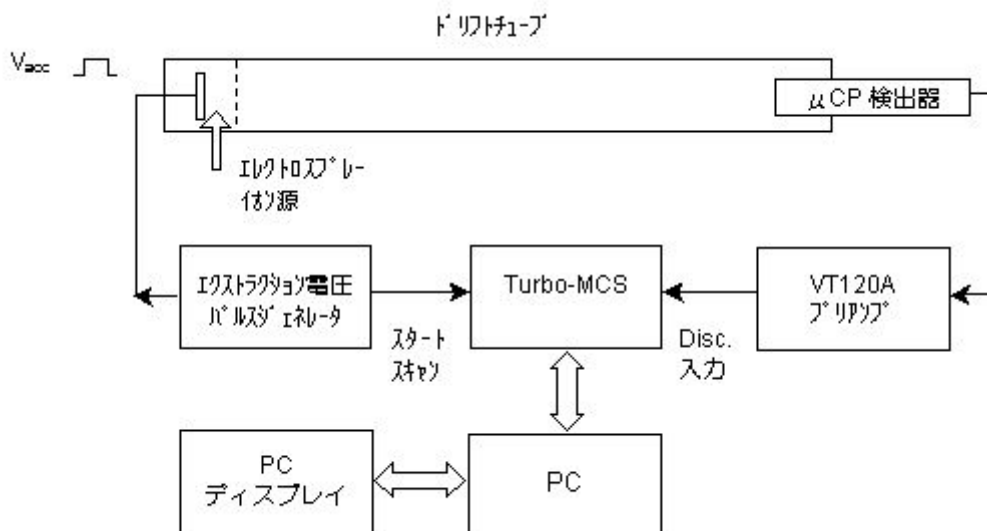 ﾄﾞﾘﾌﾄﾁｭｰﾌﾞ
Vacc
μCP 検出器
ｴﾚｸﾄﾛｽﾌﾟﾚｰ
ｲｵﾝ源
ｴｸｽﾄﾗｸｼｮﾝ電圧
ﾊﾟﾙｽｼﾞｪﾈﾚｰﾀ
Turbo-MCS
VT120A
ﾌﾟﾘｱﾝﾌﾟ
ｽﾀｰﾄ
ｽｷｬﾝ
Disc.
入力
PC
ディスプレイ
PC